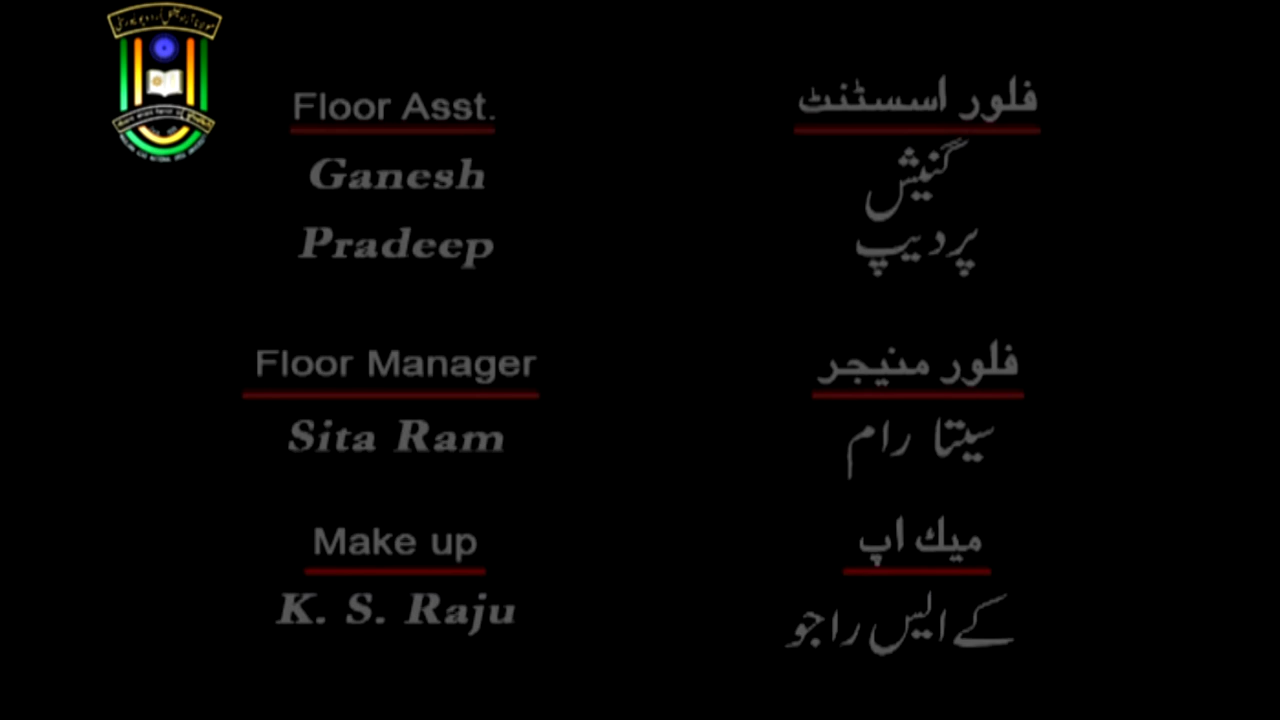 Floor Asst.
فلور اسسٹنٹ
Ganesh
گنیش
Pradeep
پردیپ
Floor Manager
فلور منیجر
Sita Ram
سیتا رام
Make up
میك اپ
K. S. Raju
کے ایس راجو